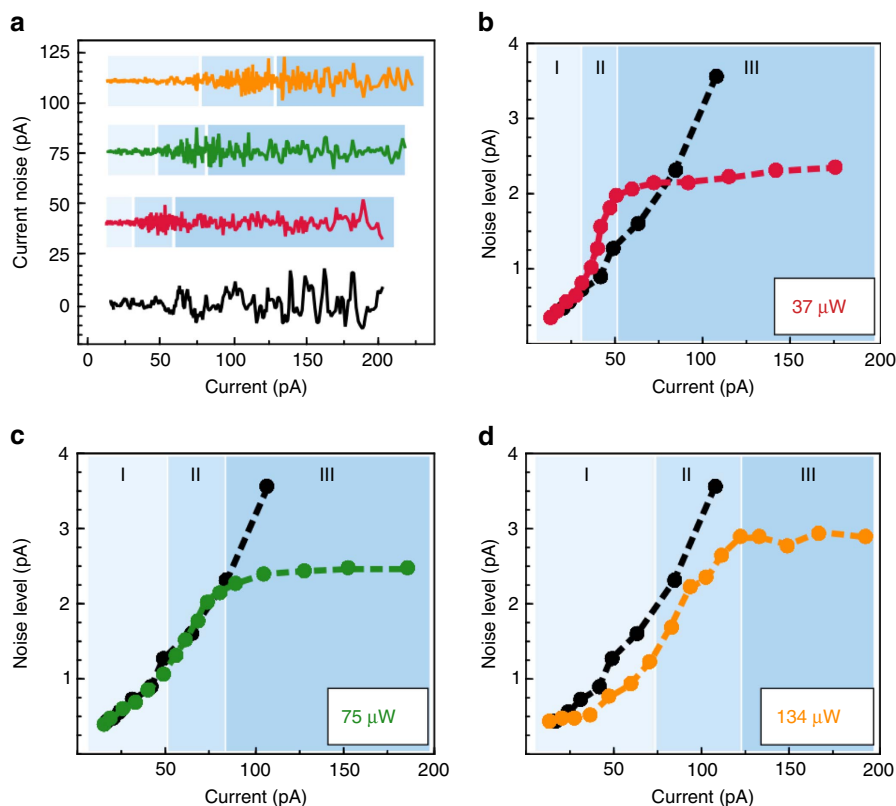 a
Current noise (pA)
125
100
75
50
25
0
0 50 100 150 200
Current (pA)
b
Noise level (pA)
4
3
2
1
I II III
37 μW
50 100 150 200
Current (pA)
c
Noise level (pA)
4
3
2
1
I II III
75 μW
50 100 150 200
Current (pA)
d
Noise level (pA)
4
3
2
1
I II III
134 μW
50 100 150 200
Current (pA)